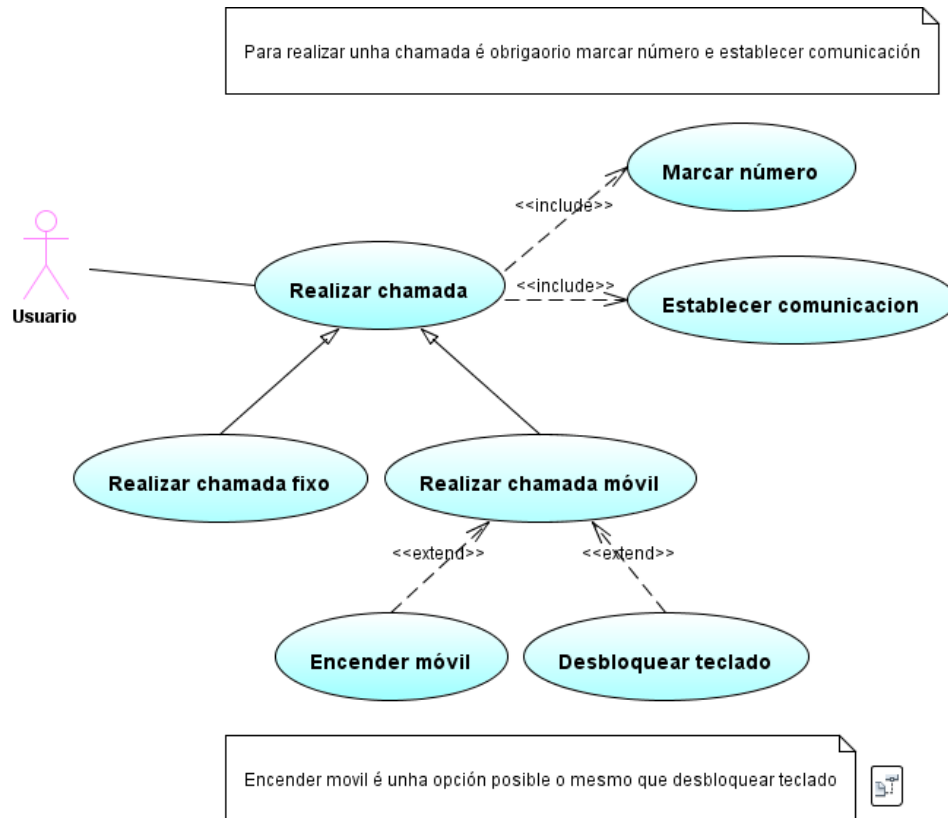 Para realizar unha chamada é obrigaorio marcar número e establecer comunicación
Marcar número
<<include>>
Usuario
Realizar chamada
<<include>>
Establecer comunicacion
Realizar chamada fixo
Realizar chamada móvil
<<extend>>
<<extend>>
Encender móvil
Desbloquear teclado
Encender movil é unha opción posible o mesmo que desbloquear teclado